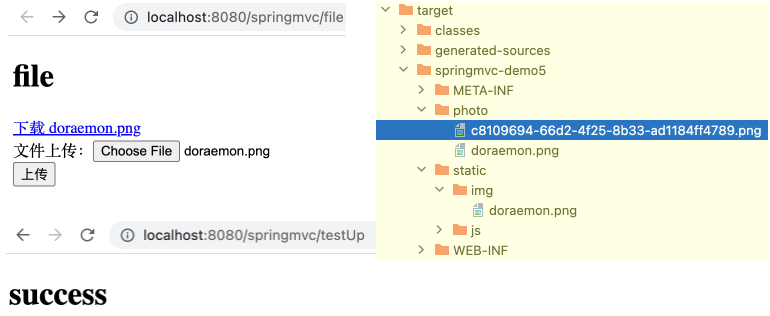 localhost:8080/springmvc/file
file
下载 doraemon.png
文件上传： Choose File doraemon.png
上传
localhost:8080/springmvc/testUp
success
target
classes
generated-sources
springmvc-demo5
META-INF
photo
c8109694-66d2-4f25-8b33-ad1184ff4789.png
doraemon.png
static
img
doraemon.png
js
WEB-INF